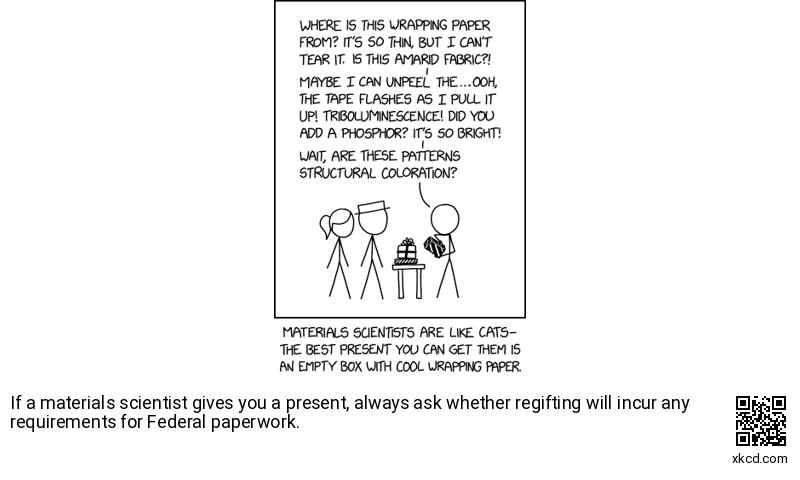 WHERE IS THIS WRAPPING PAPER
FROM? IT'S SO THIN, BUT I CAN'T
TEAR IT. IS THIS AMARID FABRIC?!
MAYBE I CAN UNPEEL THE...OOH,
THE TAPE FLASHES AS I PULL IT
UP! TRIBOLUMINESCENCE! DID YOU
ADD A PHOSPHOR? IT'S SO BRIGHT!
WAIT, ARE THESE PATTERNS
STRUCTURAL COLORATION?
MATERIALS SCIENTISTS ARE LIKE CATS—
THE BEST PRESENT YOU CAN GET THEM IS
AN EMPTY BOX WITH COOL WRAPPING PAPER.
If a materials scientist gives you a present, always ask whether regifting will incur any
requirements for Federal paperwork.
xkcd.com